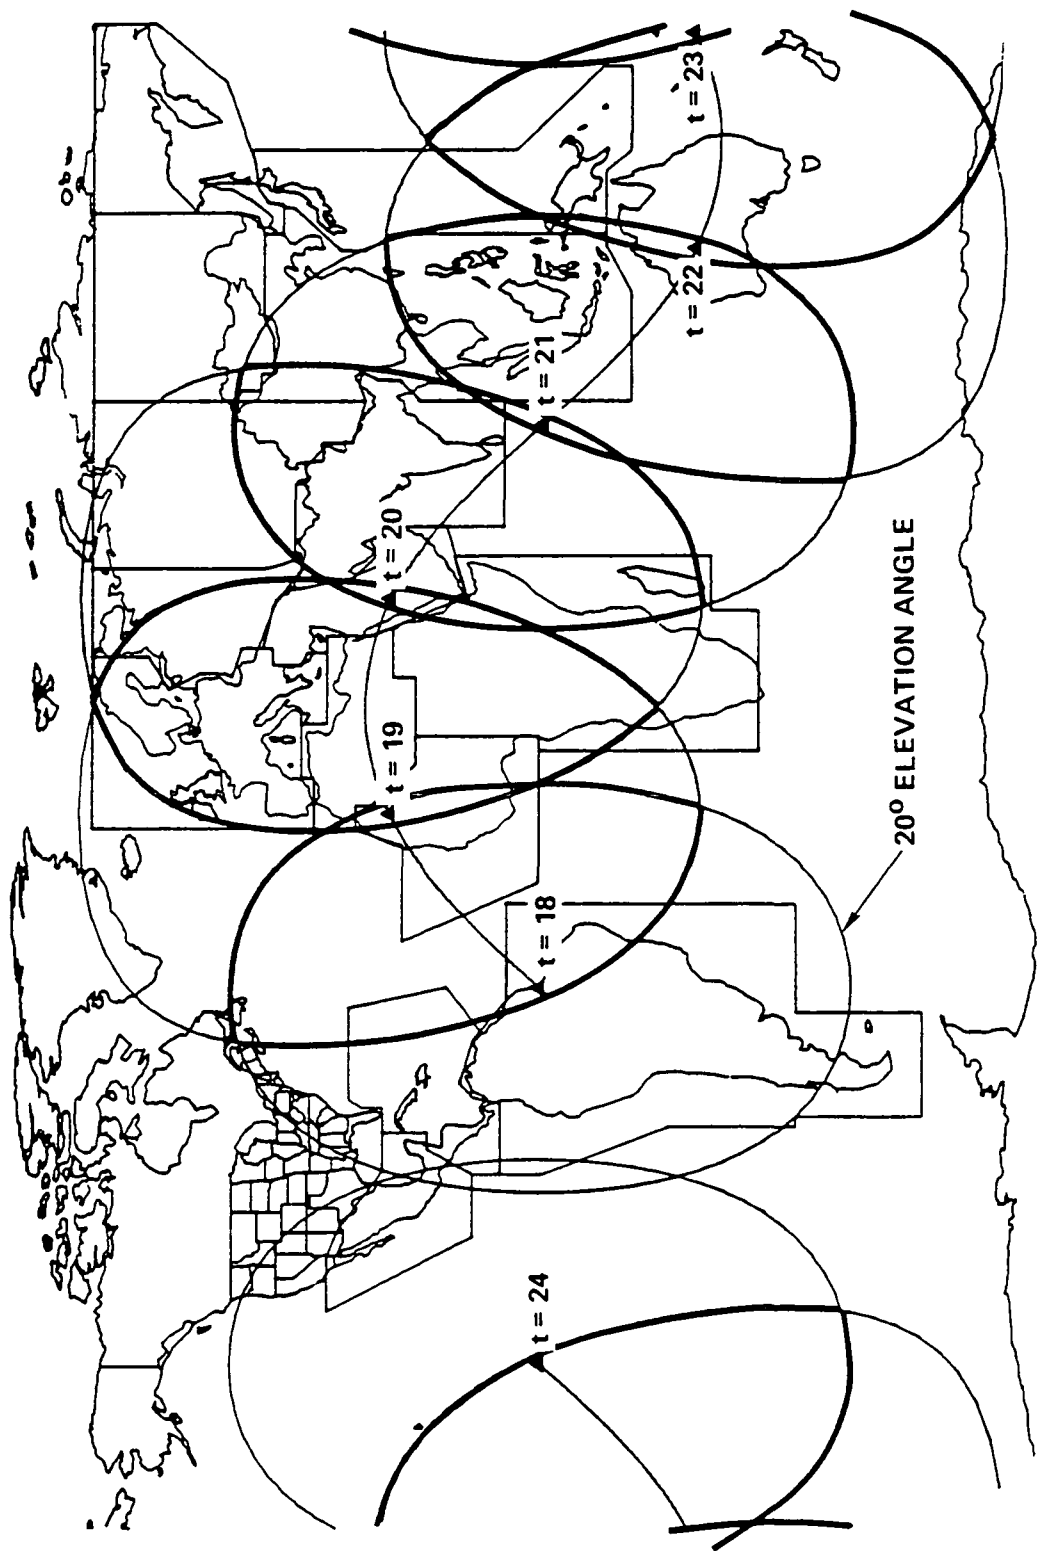 t = 23
t = 22
t = 21
t = 20
t = 19
t = 18
t = 24
20° ELEVATION ANGLE